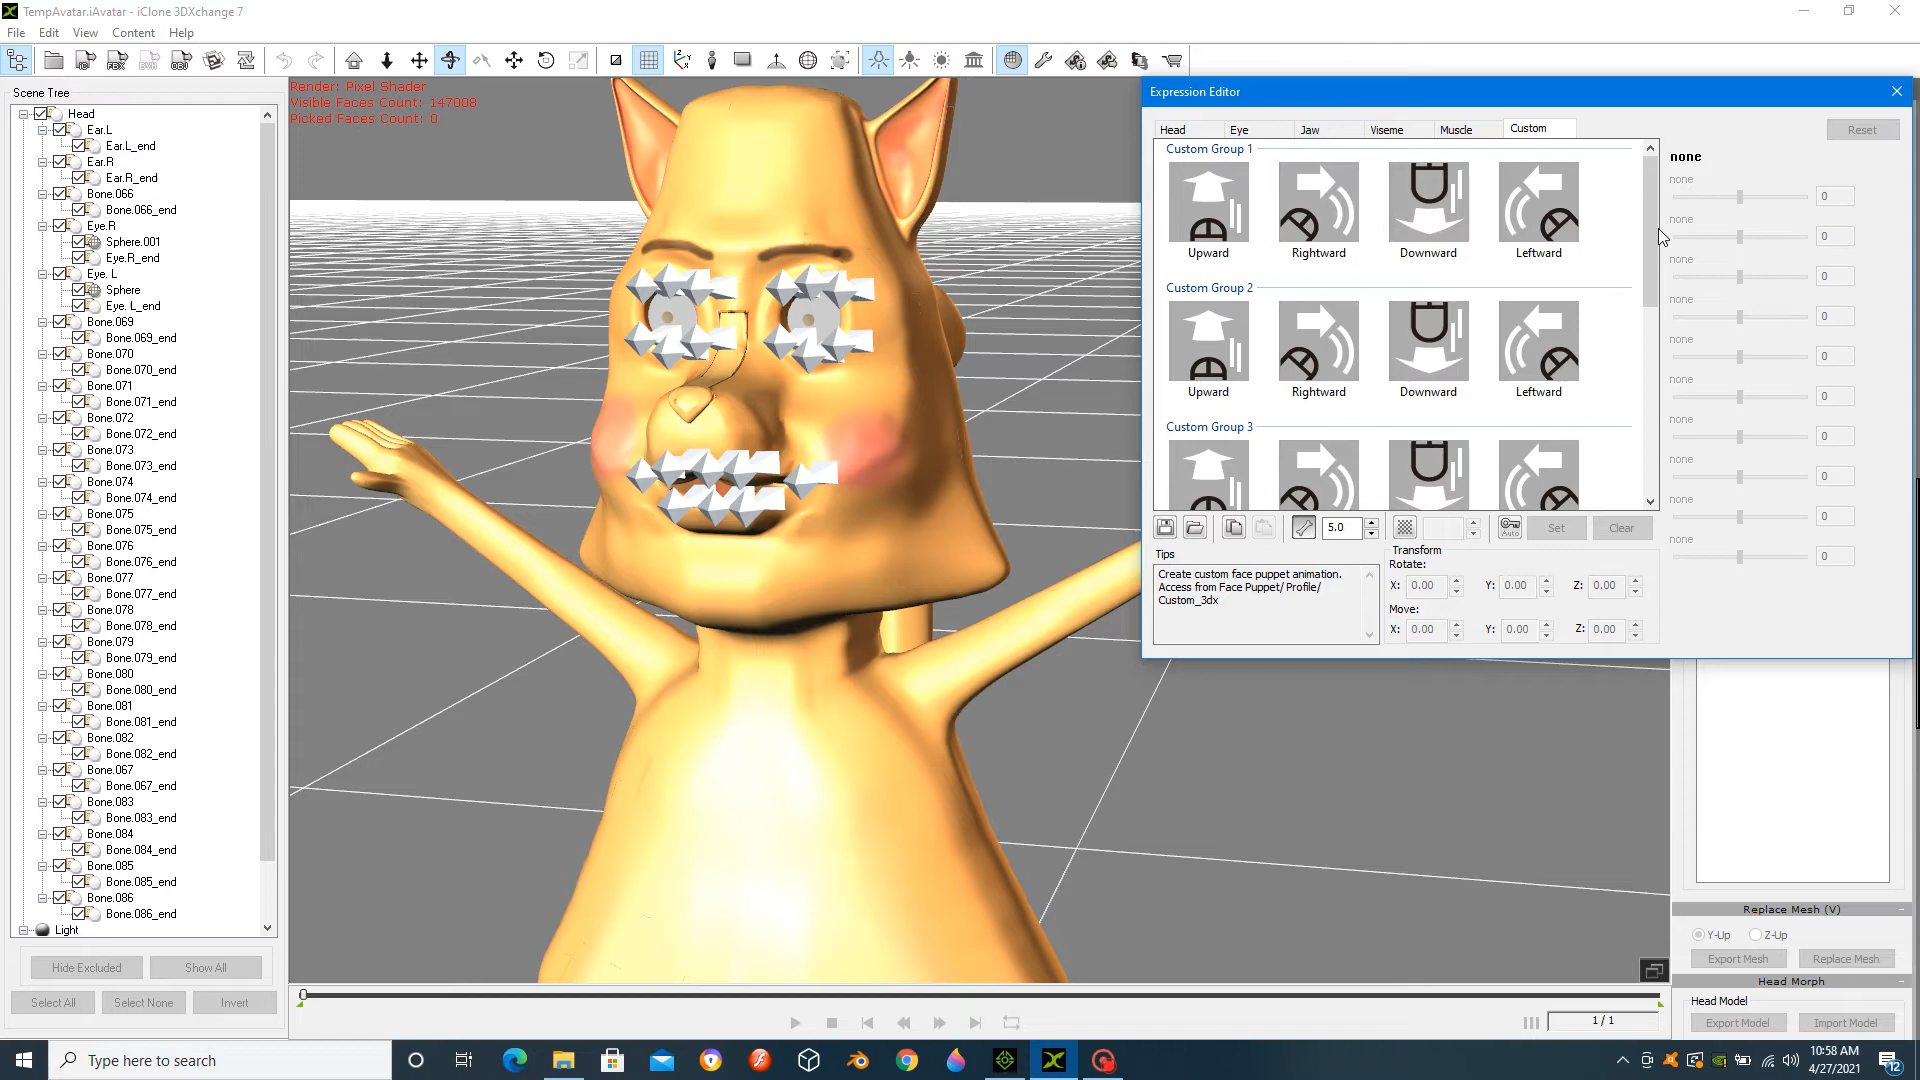 TempAvatar.iAvatar - iClone 3DXchange 7
File Edit View Content Help
Scene Tree
Head
Ear.L
Ear.L_end
Ear.R
Ear.R_end
Bone.066
Bone.066_end
Eye.R
Sphere.001
Eye.R_end
Eye. L
Sphere
Eye. L_end
Bone.069
Bone.069_end
Bone.070
Bone.070_end
Bone.071
Bone.071_end
Bone.072
Bone.072_end
Bone.073
Bone.073_end
Bone.074
Bone.074_end
Bone.075
Bone.075_end
Bone.076
Bone.076_end
Bone.077
Bone.077_end
Bone.078
Bone.078_end
Bone.079
Bone.079_end
Bone.080
Bone.080_end
Bone.081
Bone.081_end
Bone.082
Bone.082_end
Bone.067
Bone.067_end
Bone.083
Bone.083_end
Bone.084
Bone.084_end
Bone.085
Bone.085_end
Bone.086
Bone.086_end
Light
Hide Excluded Show All
Select All Select None Invert
Render: Pixel Shader
Visible Faces Count: 147008
Picked Faces Count: 0
Expression Editor
Head Eye Jaw Viseme Muscle Custom
Reset
Custom Group 1
Upward Rightward Downward Leftward
Custom Group 2
Upward Rightward Downward Leftward
Custom Group 3
none
none
0
none
0
none
0
none
0
none
0
none
0
none
0
none
0
none
0
none
0
5.0
Auto
Set Clear
Tips
Create custom face puppet animation.
Access from Face Puppet/ Profile/
Custom_3dx
Transform
Rotate:
X: 0.00 Y: 0.00 Z: 0.00
Move:
X: 0.00 Y: 0.00 Z: 0.00
Replace Mesh (V)
Y-Up Z-Up
Export Mesh Replace Mesh
Head Morph
Head Model
Export Model Import Model
1 / 1
Type here to search
10:58 AM
4/27/2021
12